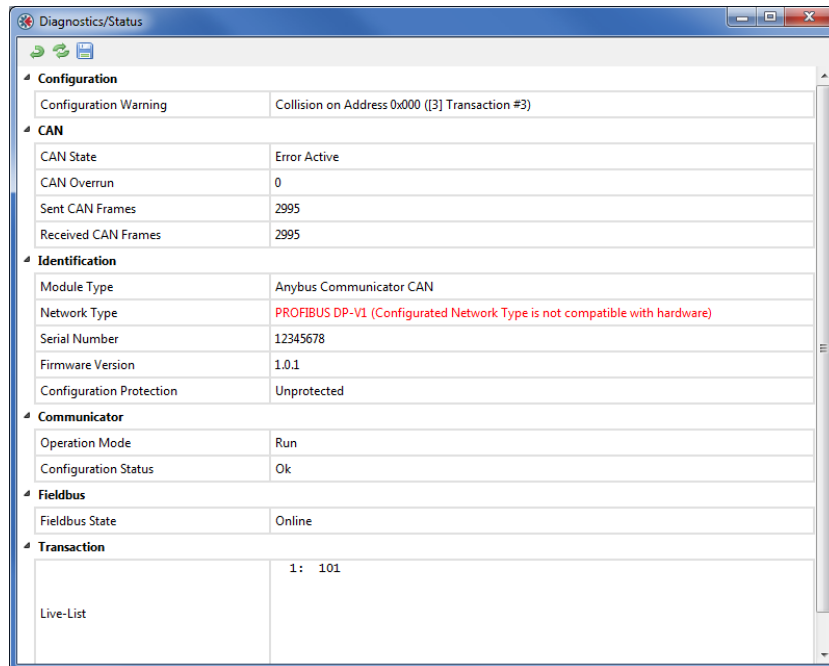 Diagnostics/Status
Configuration
Configuration Warning Collision on Address 0x000 ([3] Transaction #3)
CAN
CAN State Error Active
CAN Overrun 0
Sent CAN Frames 2995
Received CAN Frames 2995
Identification
Module Type Anybus Communicator CAN
Network Type PROFIBUS DP-V1 (Configurated Network Type is not compatible with hardware)
Serial Number 12345678
Firmware Version 1.0.1
Configuration Protection Unprotected
Communicator
Operation Mode Run
Configuration Status Ok
Fieldbus
Fieldbus State Online
Transaction
1: 101
Live-List